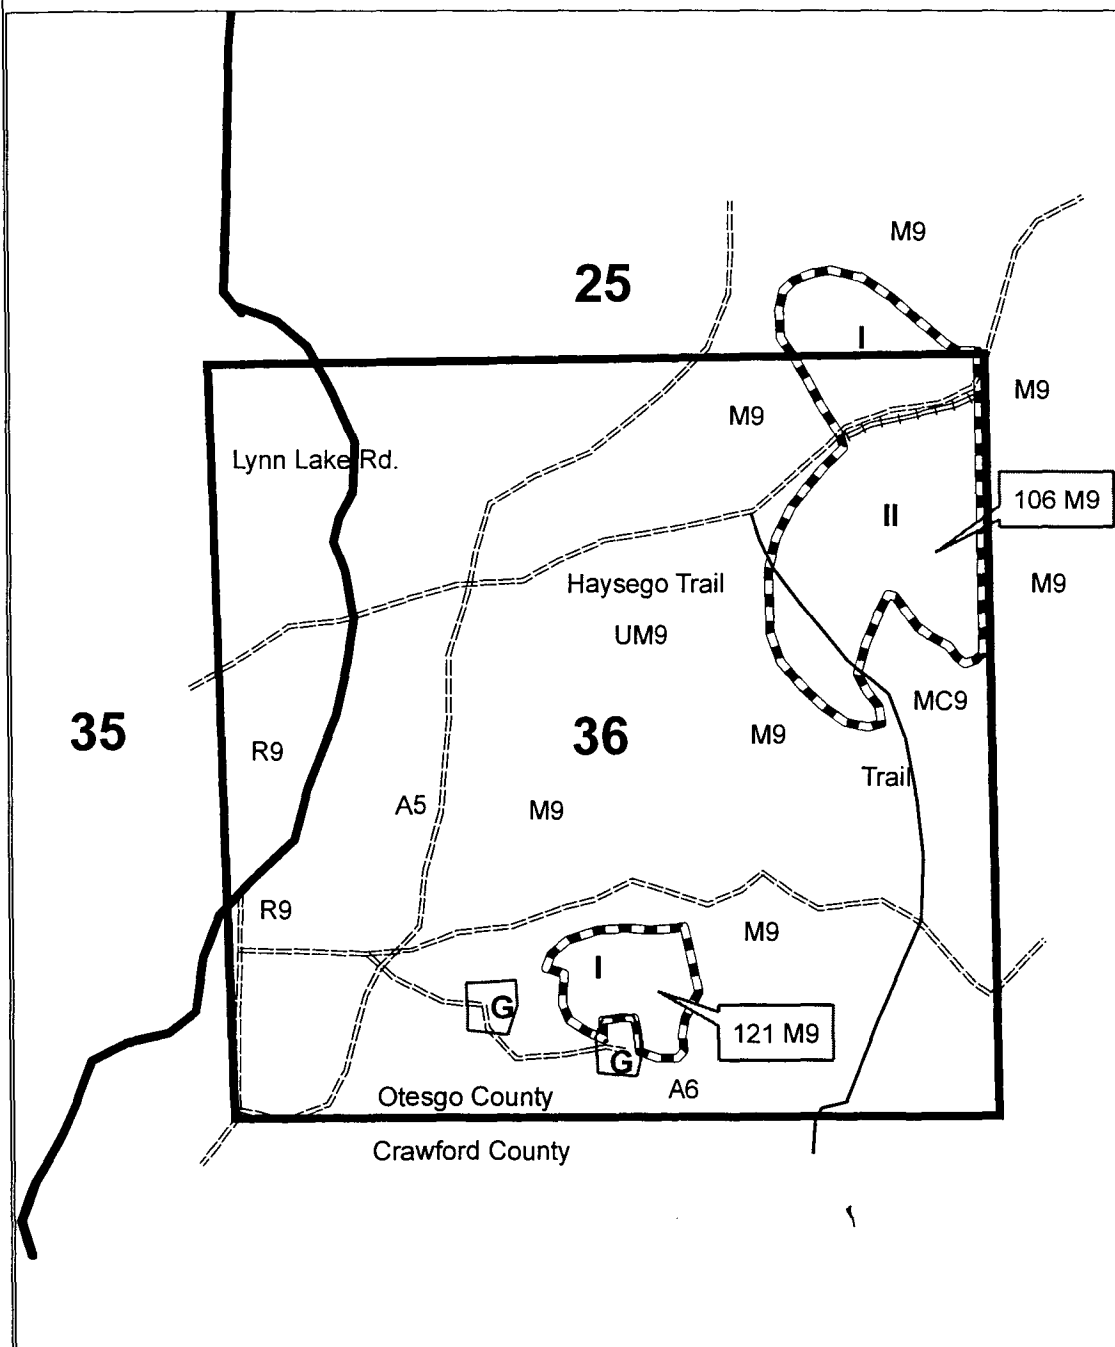 M9
25
I
M9
M9
Lynn Lake Rd.
106 M9
II
Haysego Trail
M9
UM9
MC9
35
36
M9
R9
Trail
A5
M9
R9
M9
I
G
121 M9
G
A6
Otesgo County
Crawford County